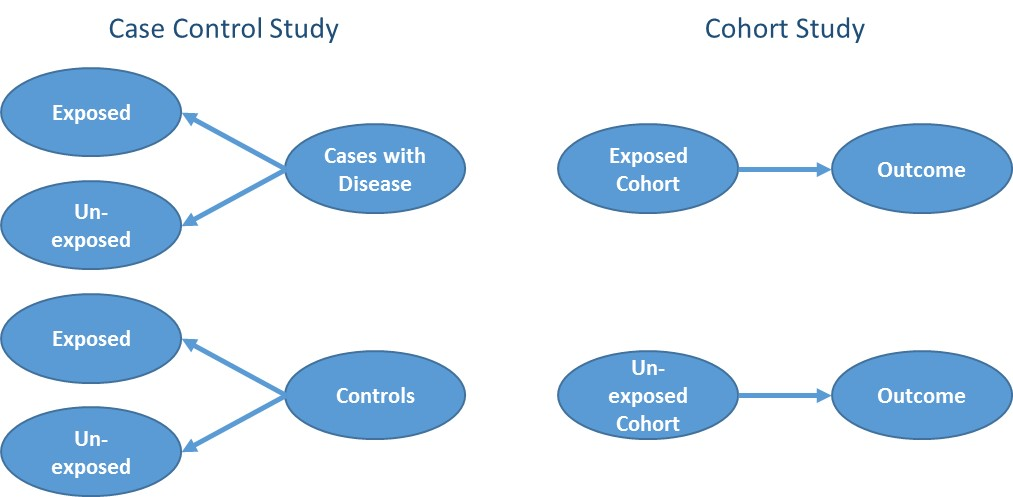 Case Control Study
Cohort Study
Exposed
Cases with
Disease
Un-
exposed
Exposed
Controls
Un-
exposed
Exposed
Cohort
Outcome
Un-
exposed
Cohort
Outcome